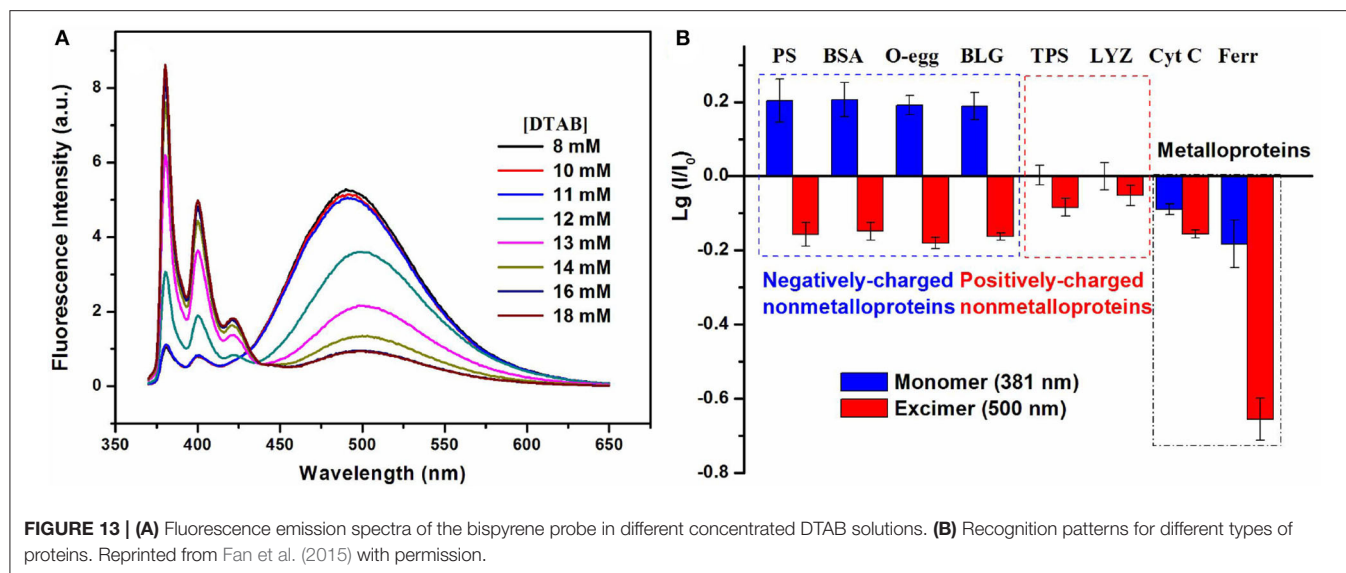 A
Fluorescence Intensity (a.u.)
8
6
4
2
0
[DTAB]
8 mM
10 mM
11 mM
12 mM
13 mM
14 mM
16 mM
18 mM
350 400 450 500 550 600 650
Wavelength (nm)
B
PS BSA O-egg BLG TPS LYZ Cyt C Ferr
Lg (I/I0)
0.2
0.0
-0.2
-0.4
-0.6
-0.8
Metalloproteins
Negatively-charged
nonmetalloproteins
Positively-charged
nonmetalloproteins
Monomer (381 nm)
Excimer (500 nm)
FIGURE 13 | (A) Fluorescence emission spectra of the bispyrene probe in different concentrated DTAB solutions. (B) Recognition patterns for different types of
proteins. Reprinted from Fan et al. (2015) with permission.